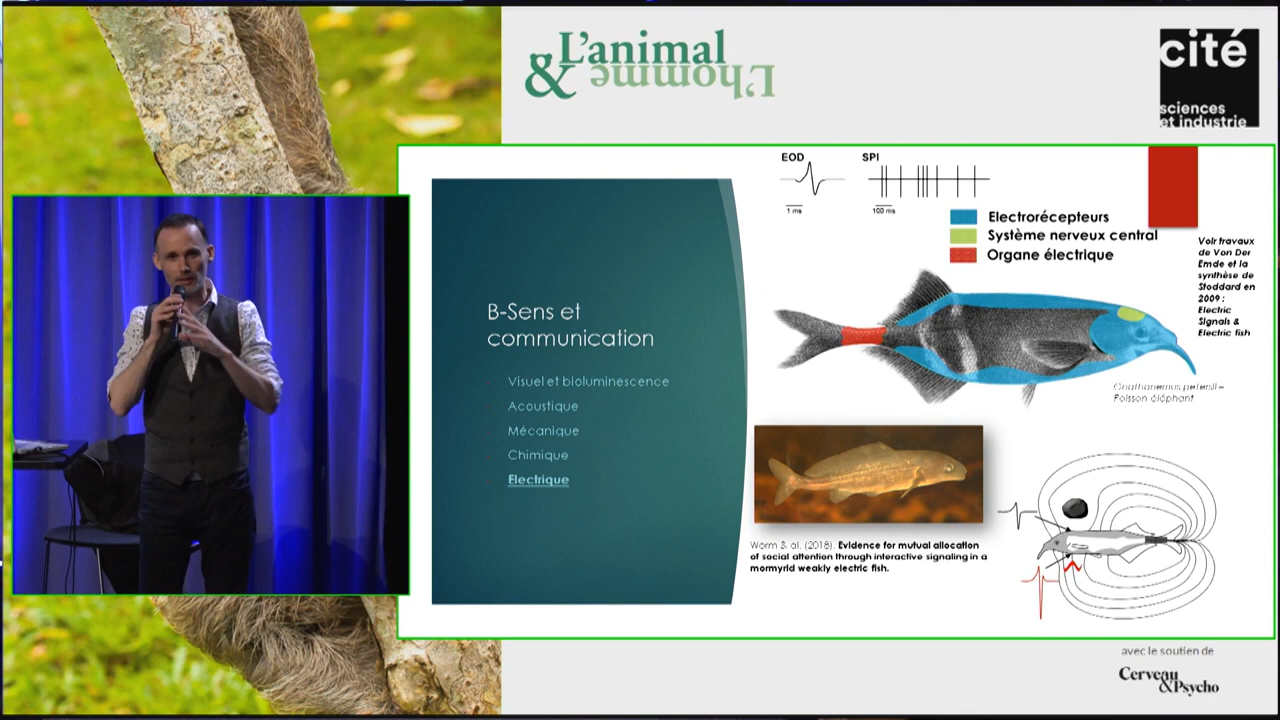 L'animal
&
L'homme
cité
sciences
et industrie
EOD
SPI
1 ms
100 ms
Electrorécepteurs
Système nerveux central
Organe électrique
Voir travaux
de Von Der
Emde et la
synthèse de
Stoddard en
2009 :
Electric
Signals &
Electric fish
B-Sens et
communication
Visuel et bioluminescence
Acoustique
Mécanique
Chimique
Electrique
Gnathonemus petersii –
Poisson éléphant
Worm & al. (2018). Evidence for mutual allocation
of social attention through interactive signaling in a
mormyrid weakly electric fish.
avec le soutien de
Cerveau
&Psycho